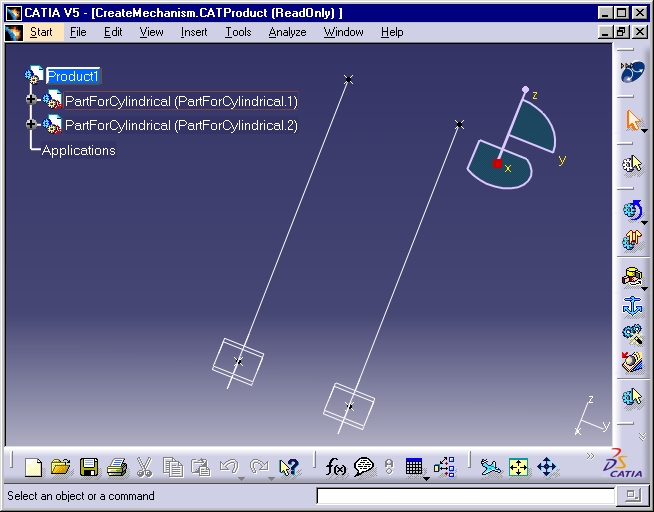 CATIA V5 - [CreateMechanism.CATProduct (ReadOnly) ]
Start File Edit View Insert Tools Analyze Window Help
Product1
PartForCylindrical (PartForCylindrical.1)
PartForCylindrical (PartForCylindrical.2)
Applications
z
y
x
z
y
x
f(x)
CATIA
Select an object or a command